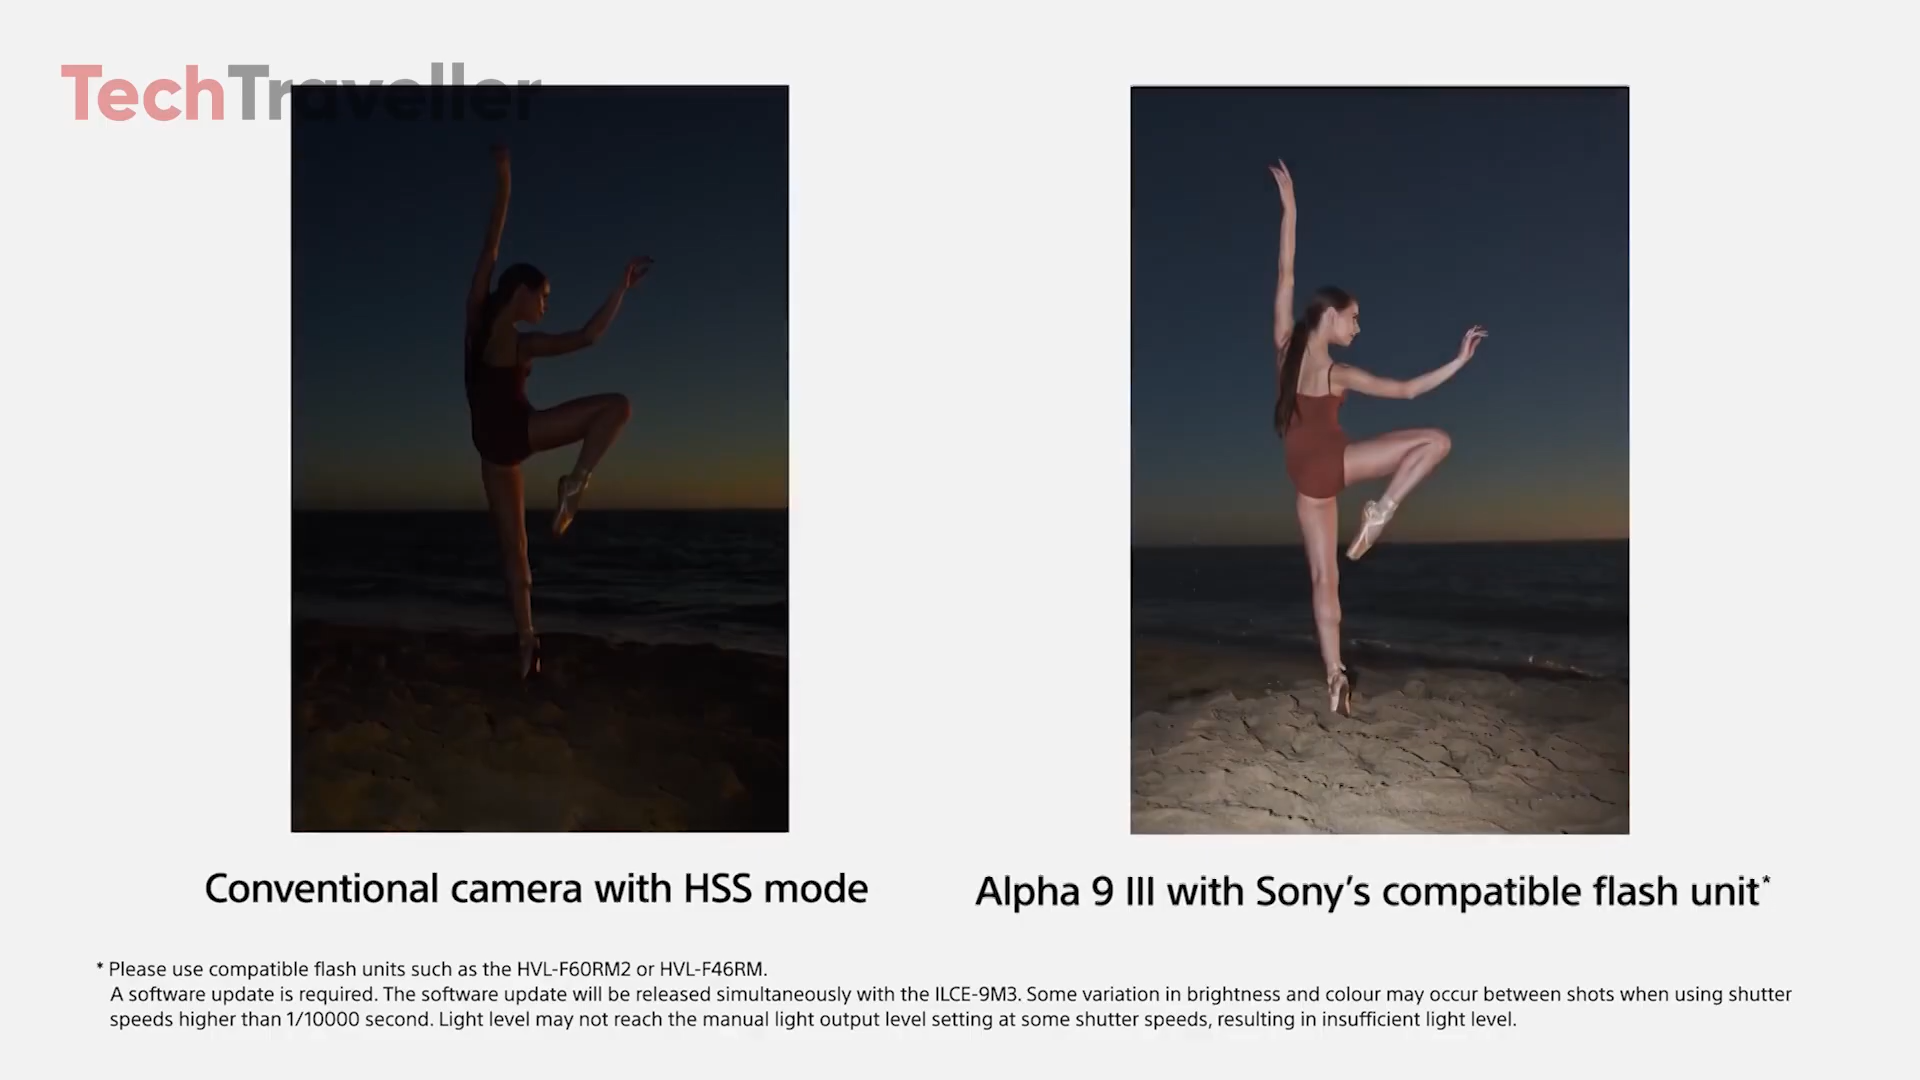 TechTraveller
Conventional camera with HSS mode
Alpha 9 III with Sony’s compatible flash unit*
* Please use compatible flash units such as the HVL-F60RM2 or HVL-F46RM.
A software update is required. The software update will be released simultaneously with the ILCE-9M3. Some variation in brightness and colour may occur between shots when using shutter
speeds higher than 1/10000 second. Light level may not reach the manual light output level setting at some shutter speeds, resulting in insufficient light level.